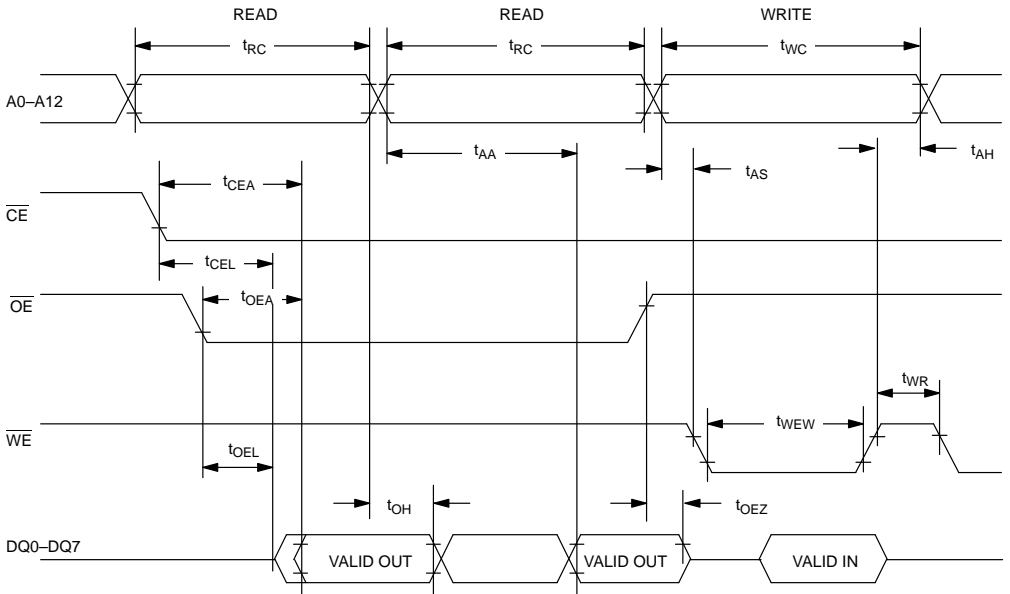 READ READ WRITE
tRC tRC tWC
A0–A12
tAA tAS tAH
tCEA
CE
tCEL
OE tOEA
tWR
WE tWEW
tOEL
tOH tOEZ
DQ0–DQ7
VALID OUT VALID OUT VALID IN